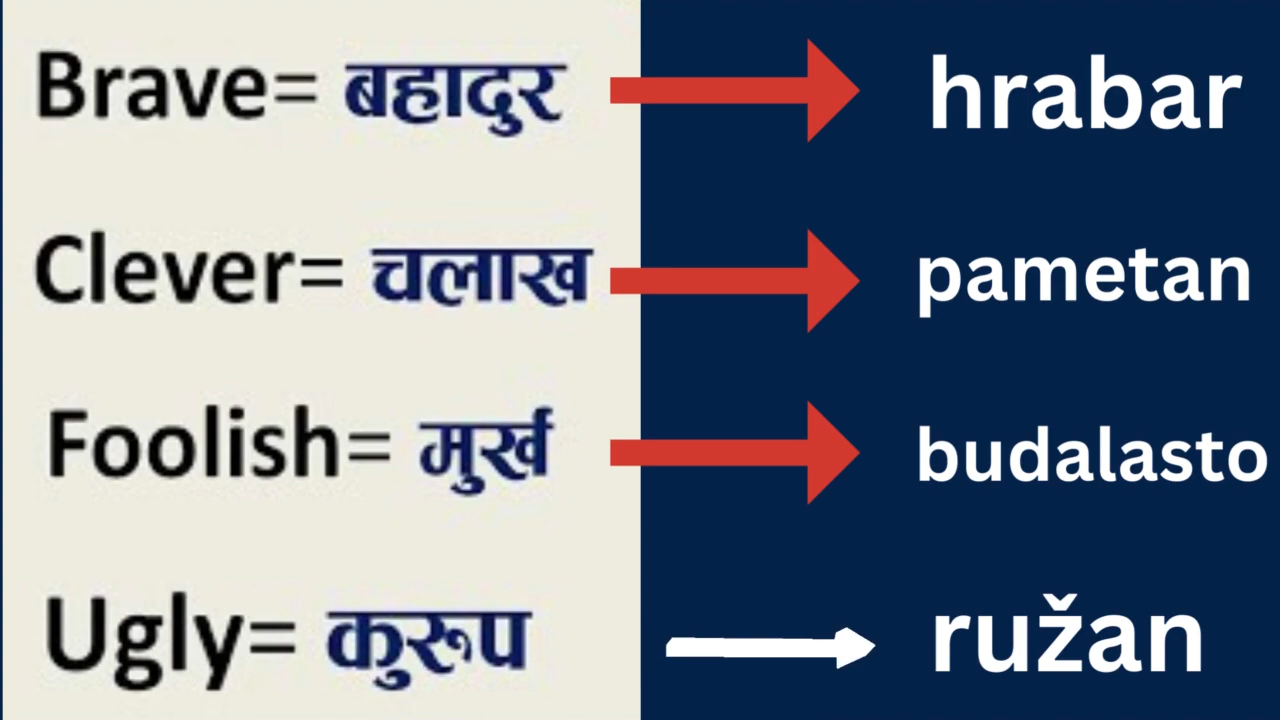 Brave= बहादुर hrabar
Clever= चलाख pametan
Foolish= मुर्ख budalasto
Ugly= कुरुप ružan